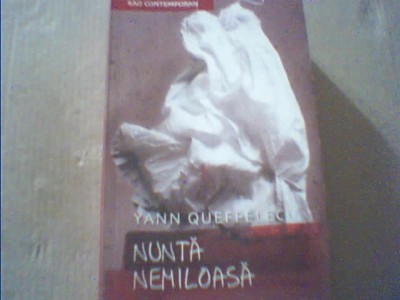 RAO CONTEMPORAN
YANN QUEFFELEC
NUNTĂ
NEMILOASĂ